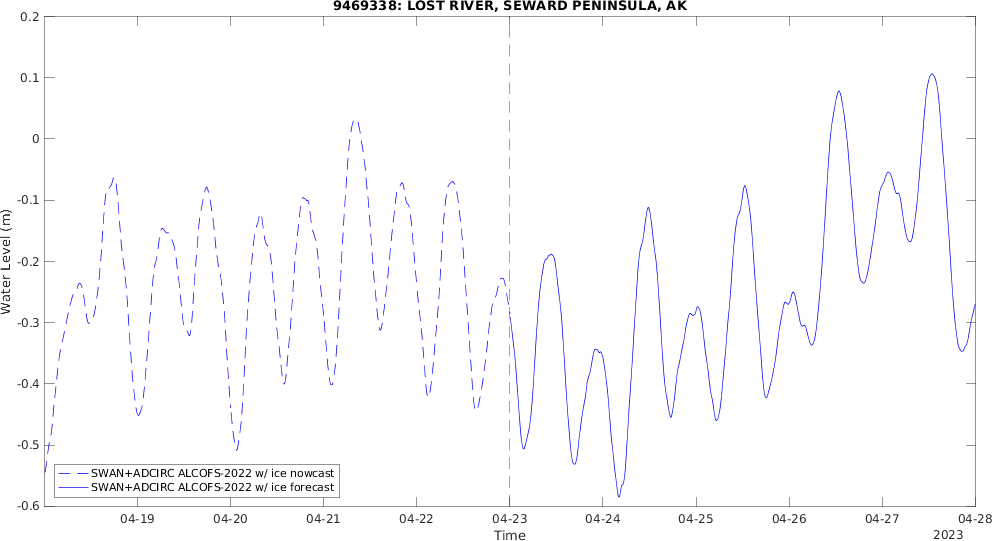 9469338: LOST RIVER, SEWARD PENINSULA, AK
0.2
0.1
0
-0.1
-0.2
-0.3
-0.4
-0.5
-0.6
Water Level (m)
SWAN+ADCIRC ALCOFS-2022 w/ ice nowcast
SWAN+ADCIRC ALCOFS-2022 w/ ice forecast
04-19 04-20 04-21 04-22 04-23 04-24 04-25 04-26 04-27 04-28
Time
2023